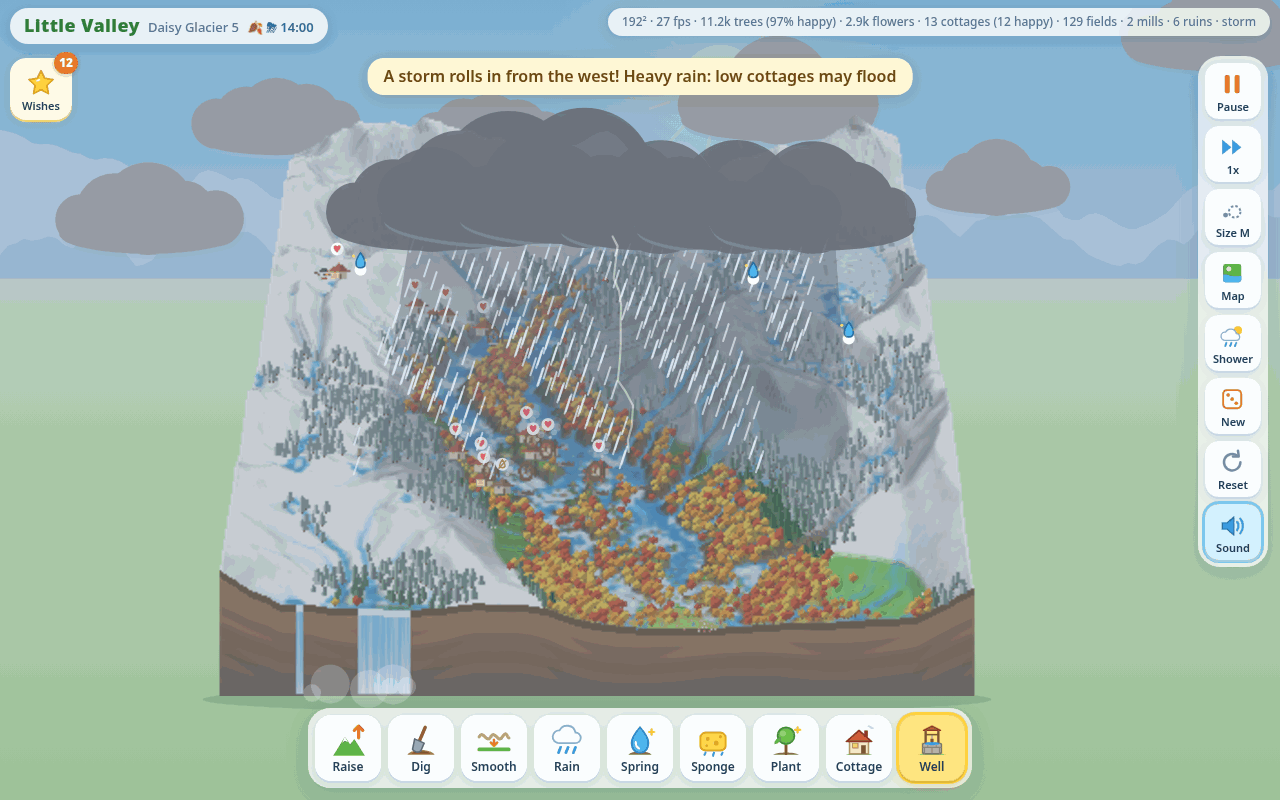 Little Valley Daisy Glacier 5 14:00
192² · 27 fps · 11.2k trees (97% happy) · 2.9k flowers · 13 cottages (12 happy) · 129 fields · 2 mills · 6 ruins · storm
12
Wishes
A storm rolls in from the west! Heavy rain: low cottages may flood
Pause
1x
Size M
Map
Shower
New
Reset
Sound
Raise
Dig
Smooth
Rain
Spring
Sponge
Plant
Cottage
Well